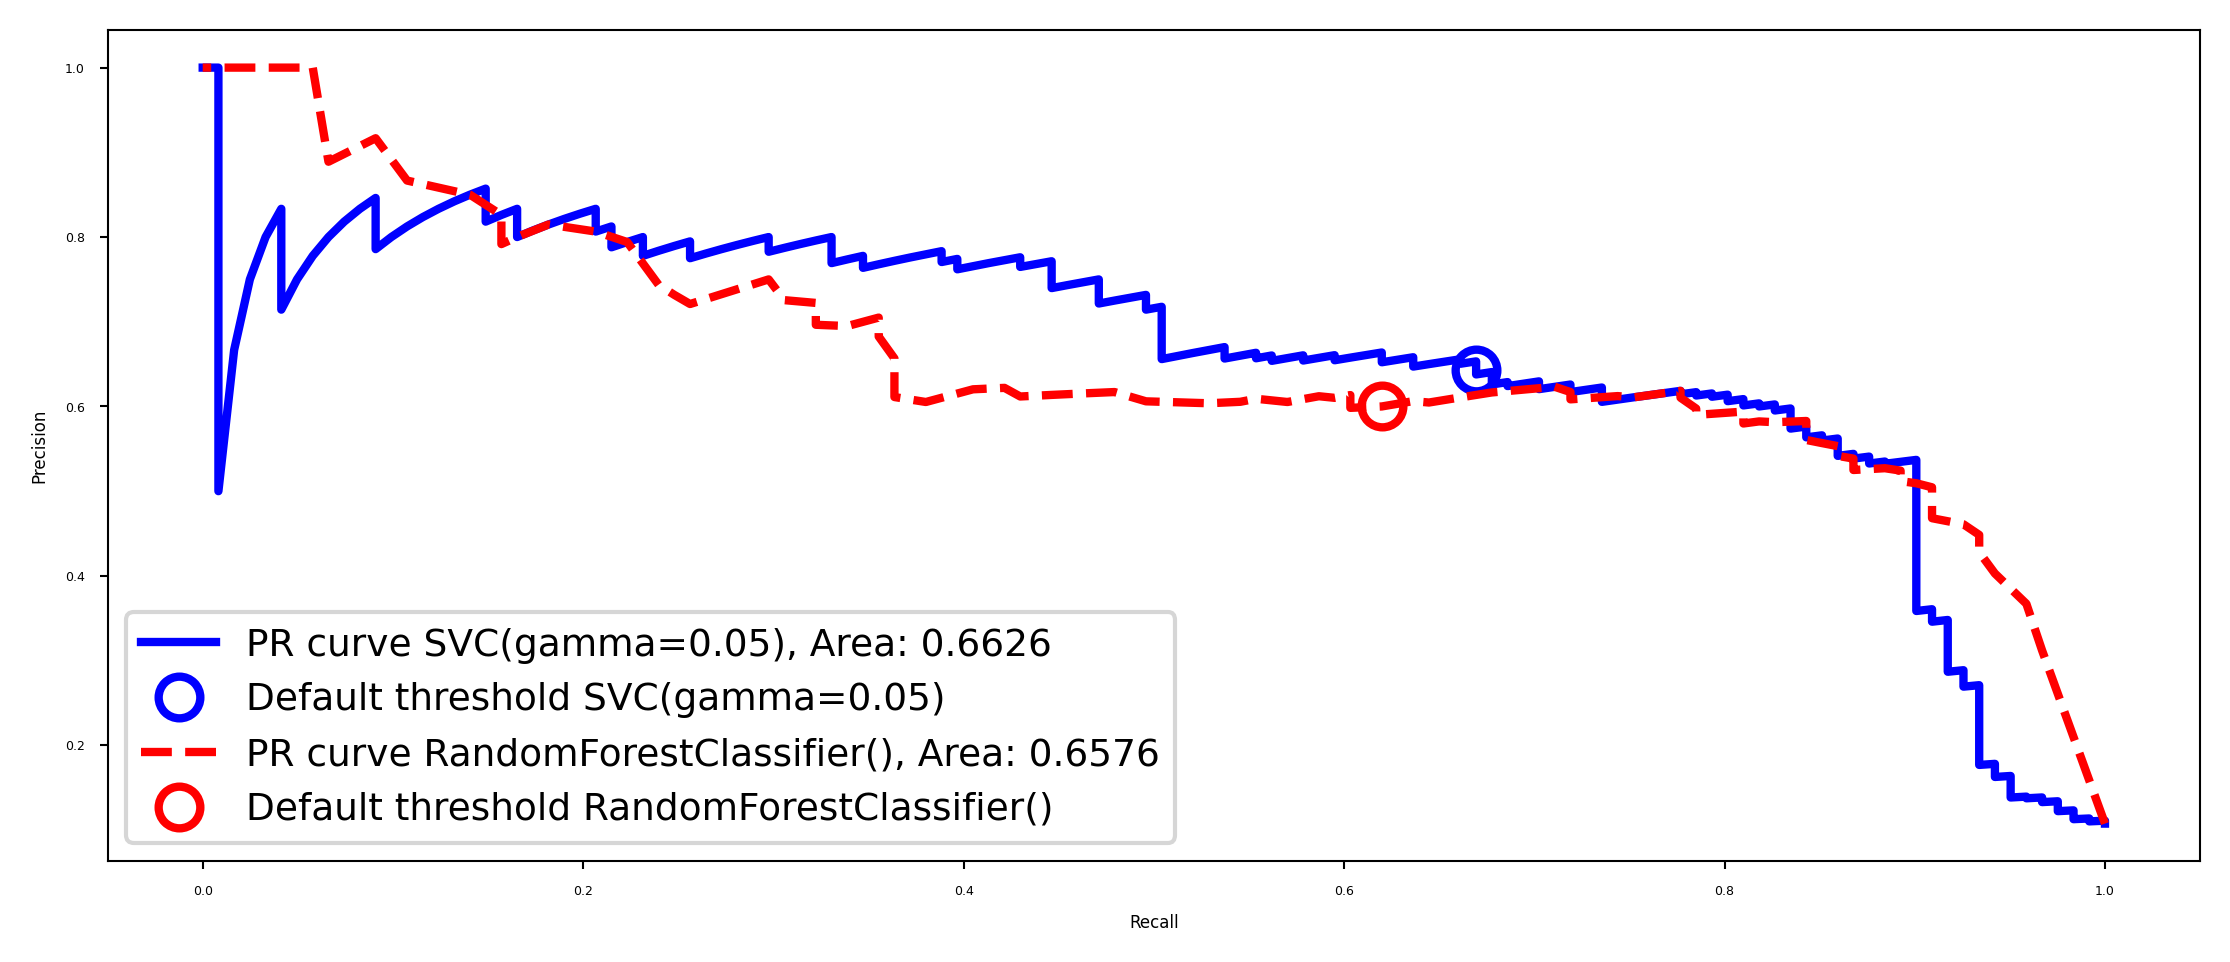 1.0
0.8
0.6
0.4
0.2
Precision
PR curve SVC(gamma=0.05), Area: 0.6626
Default threshold SVC(gamma=0.05)
PR curve RandomForestClassifier(), Area: 0.6576
Default threshold RandomForestClassifier()
0.0 0.2 0.4 0.6 0.8 1.0
Recall